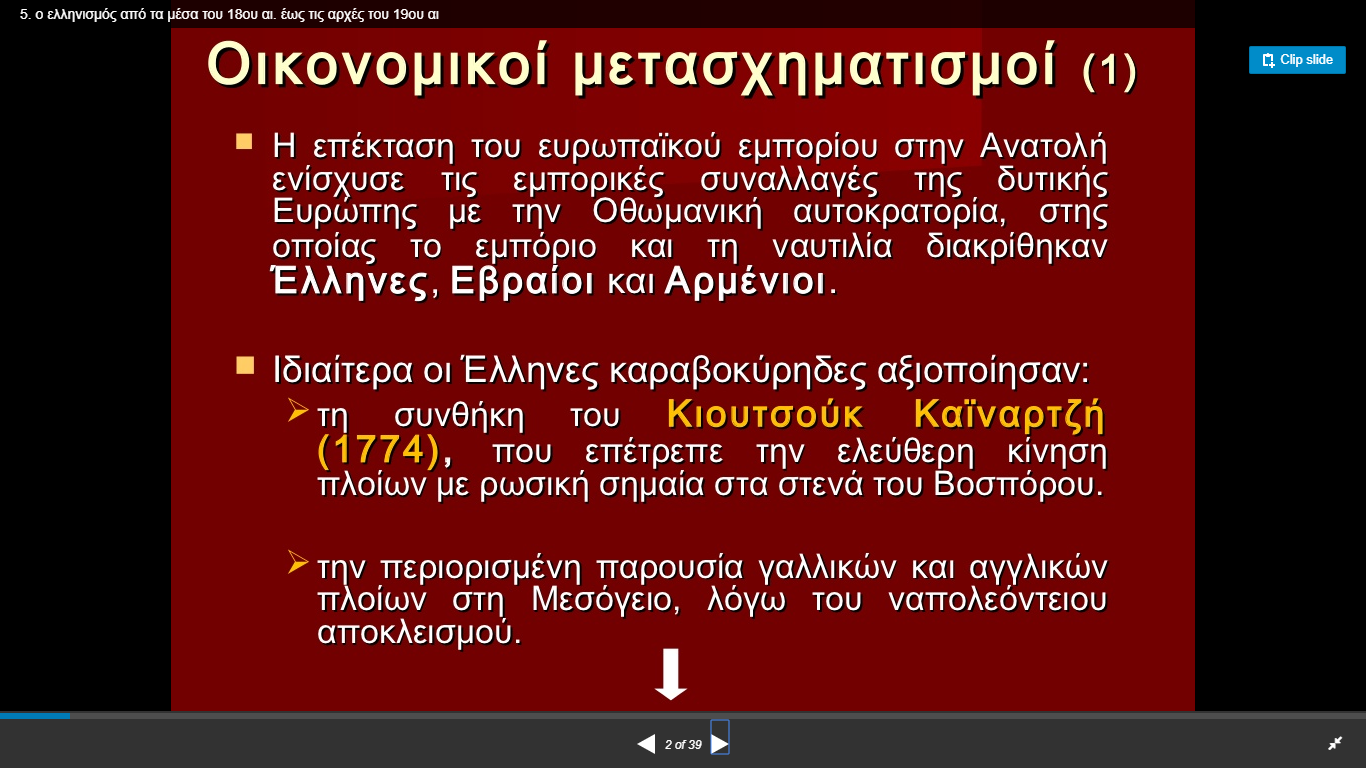 5. ο ελληνισμός από τα μέσα του 18ου αι. έως τις αρχές του 19ου αι
Clip slide
Οικονομικοί μετασχηματισμοί (1)
Η επέκταση του ευρωπαϊκού εμπορίου στην Ανατολή
ενίσχυσε τις εμπορικές συναλλαγές της δυτικής
Ευρώπης με την Οθωμανική αυτοκρατορία, στης
οποίας το εμπόριο και τη ναυτιλία διακρίθηκαν
Έλληνες, Εβραίοι και Αρμένιοι.
Ιδιαίτερα οι Έλληνες καραβοκύρηδες αξιοποίησαν:
τη συνθήκη του Κιουτσούκ Καϊναρτζή
(1774), που επέτρεπε την ελεύθερη κίνηση
πλοίων με ρωσική σημαία στα στενά του Βοσπόρου.
την περιορισμένη παρουσία γαλλικών και αγγλικών
πλοίων στη Μεσόγειο, λόγω του ναπολεόντειου
αποκλεισμού.
2 of 39